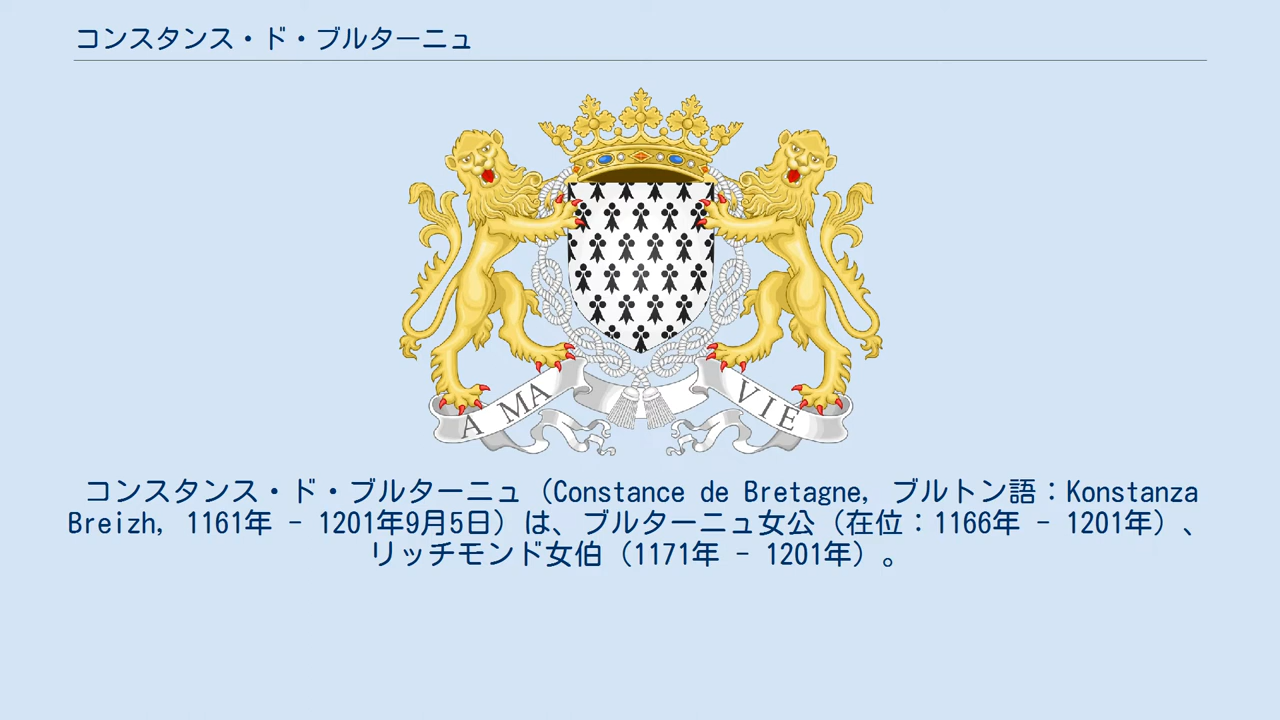 コンスタンス・ド・ブルターニュ
A MA VIE
コンスタンス・ド・ブルターニュ（Constance de Bretagne, ブルトン語：Konstanza
Breizh, 1161年 - 1201年9月5日）は、ブルターニュ女公（在位：1166年 - 1201年）、
リッチモンド女伯（1171年 - 1201年）。